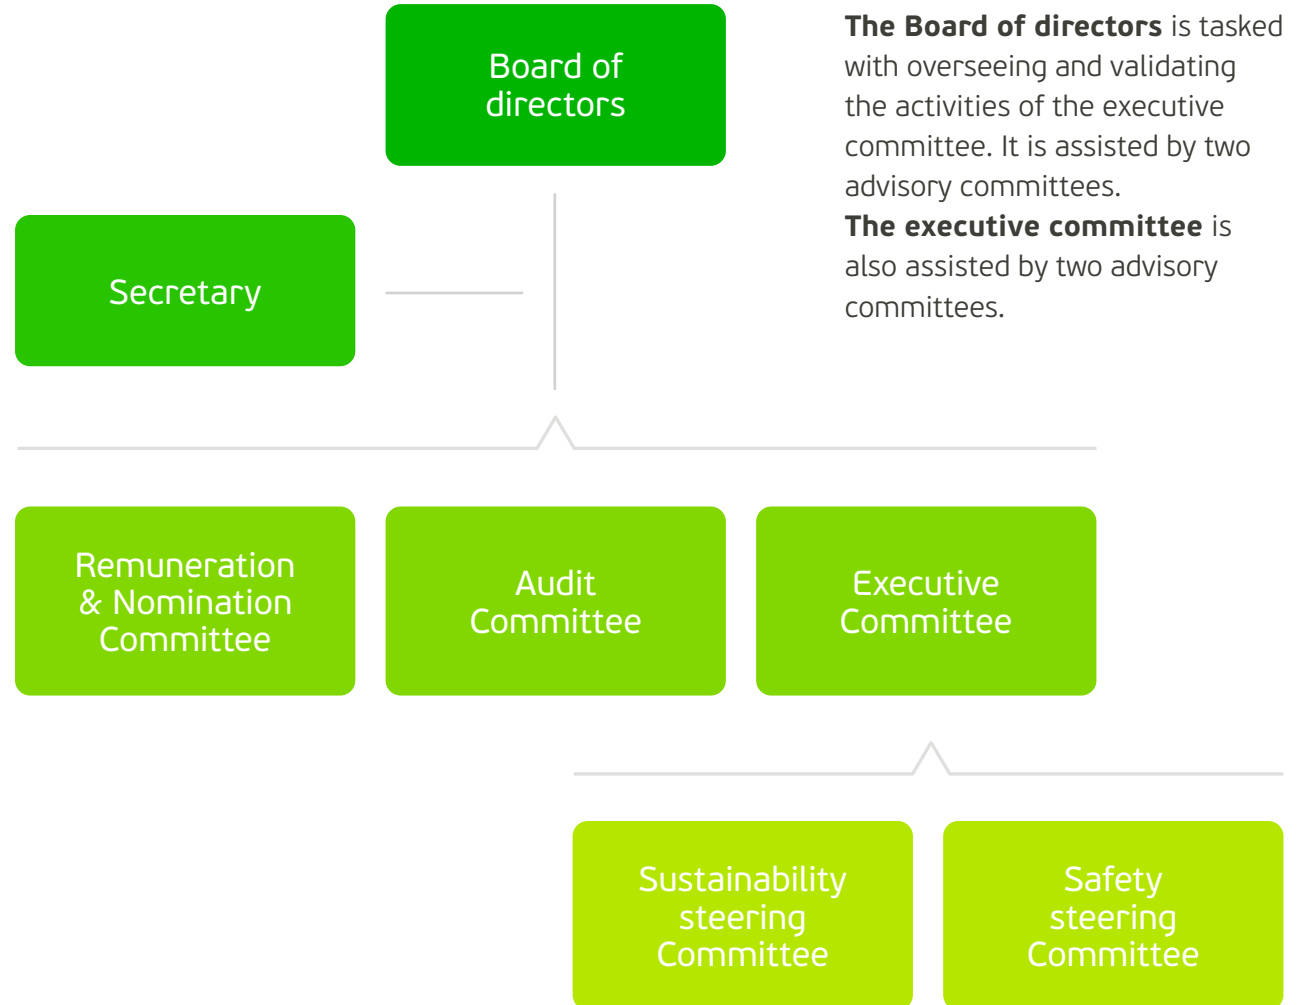 Board of
directors
The Board of directors is tasked
with overseeing and validating
the activities of the executive
committee. It is assisted by two
advisory committees.
The executive committee is
also assisted by two advisory
committees.
Secretary
Remuneration
& Nomination
Committee
Audit
Committee
Executive
Committee
Sustainability
steering
Committee
Safety
steering
Committee